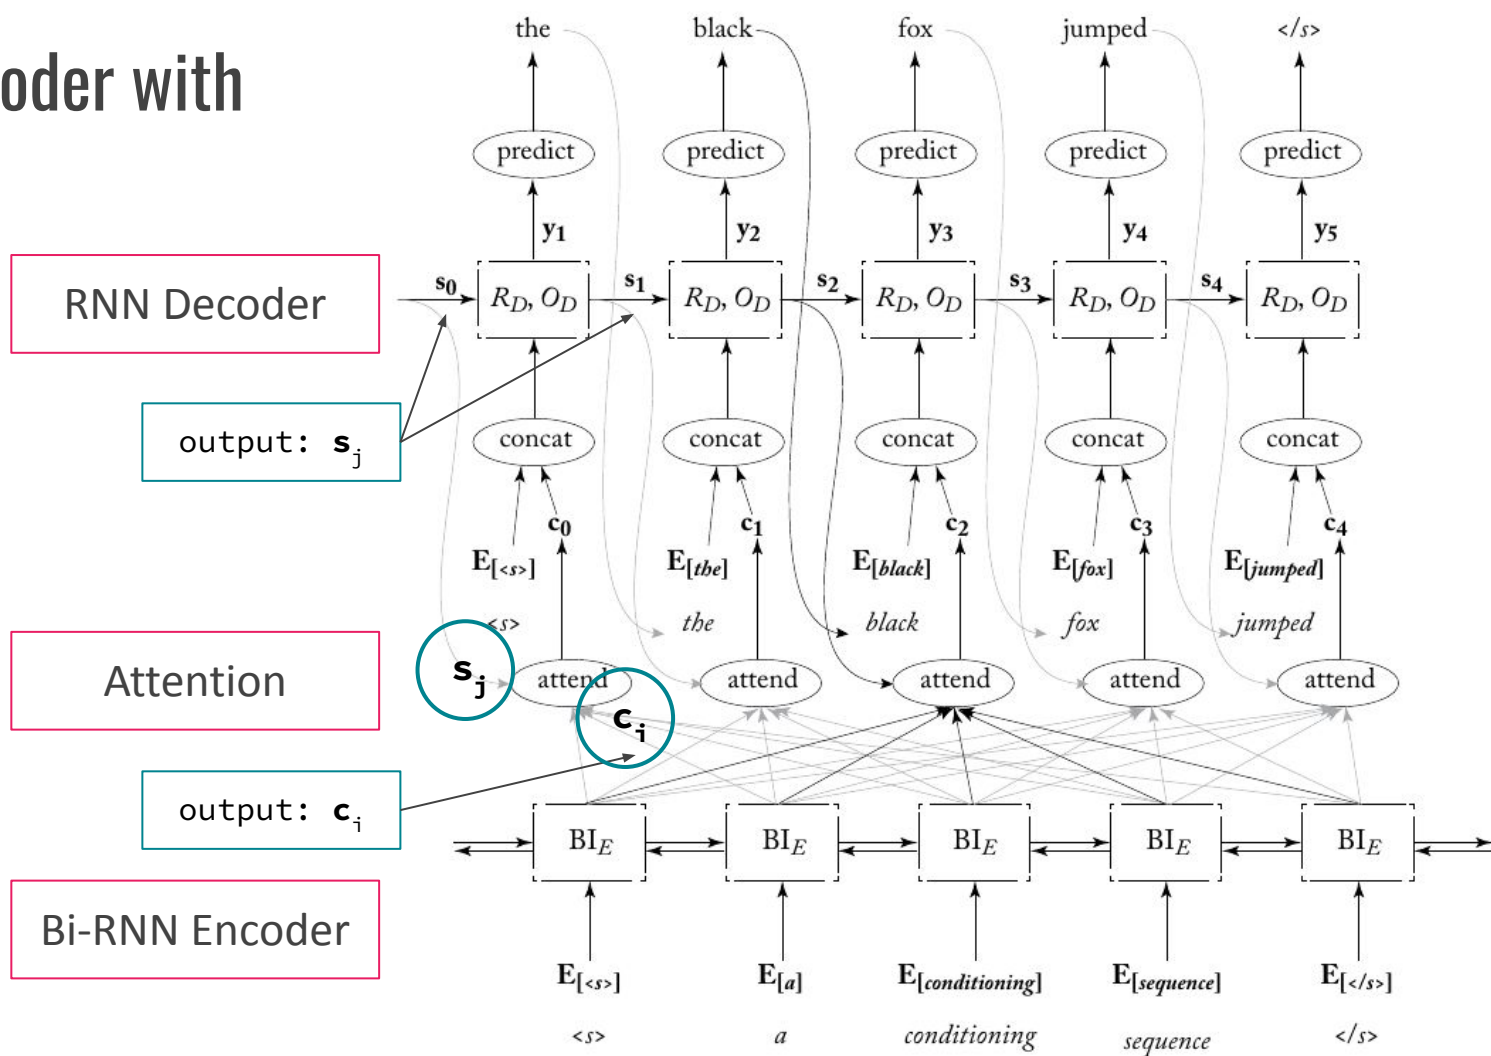 the black fox jumped </s>
oder with
predict predict predict predict predict
y1 y2 y3 y4 y5
RNN Decoder
s0 s1 s2 s3 s4
RD, OD RD, OD RD, OD RD, OD RD, OD
output: sj
concat concat concat concat concat
c0 c1 c2 c3 c4
E[<s>] E[the] E[black] E[fox] E[jumped]
<s> the black fox jumped
Attention
sj
attend attend attend attend attend
ci
output: ci
BIE BIE BIE BIE BIE
Bi-RNN Encoder
E[<s>] E[a] E[conditioning] E[sequence] E[</s>]
<s> a conditioning sequence </s>